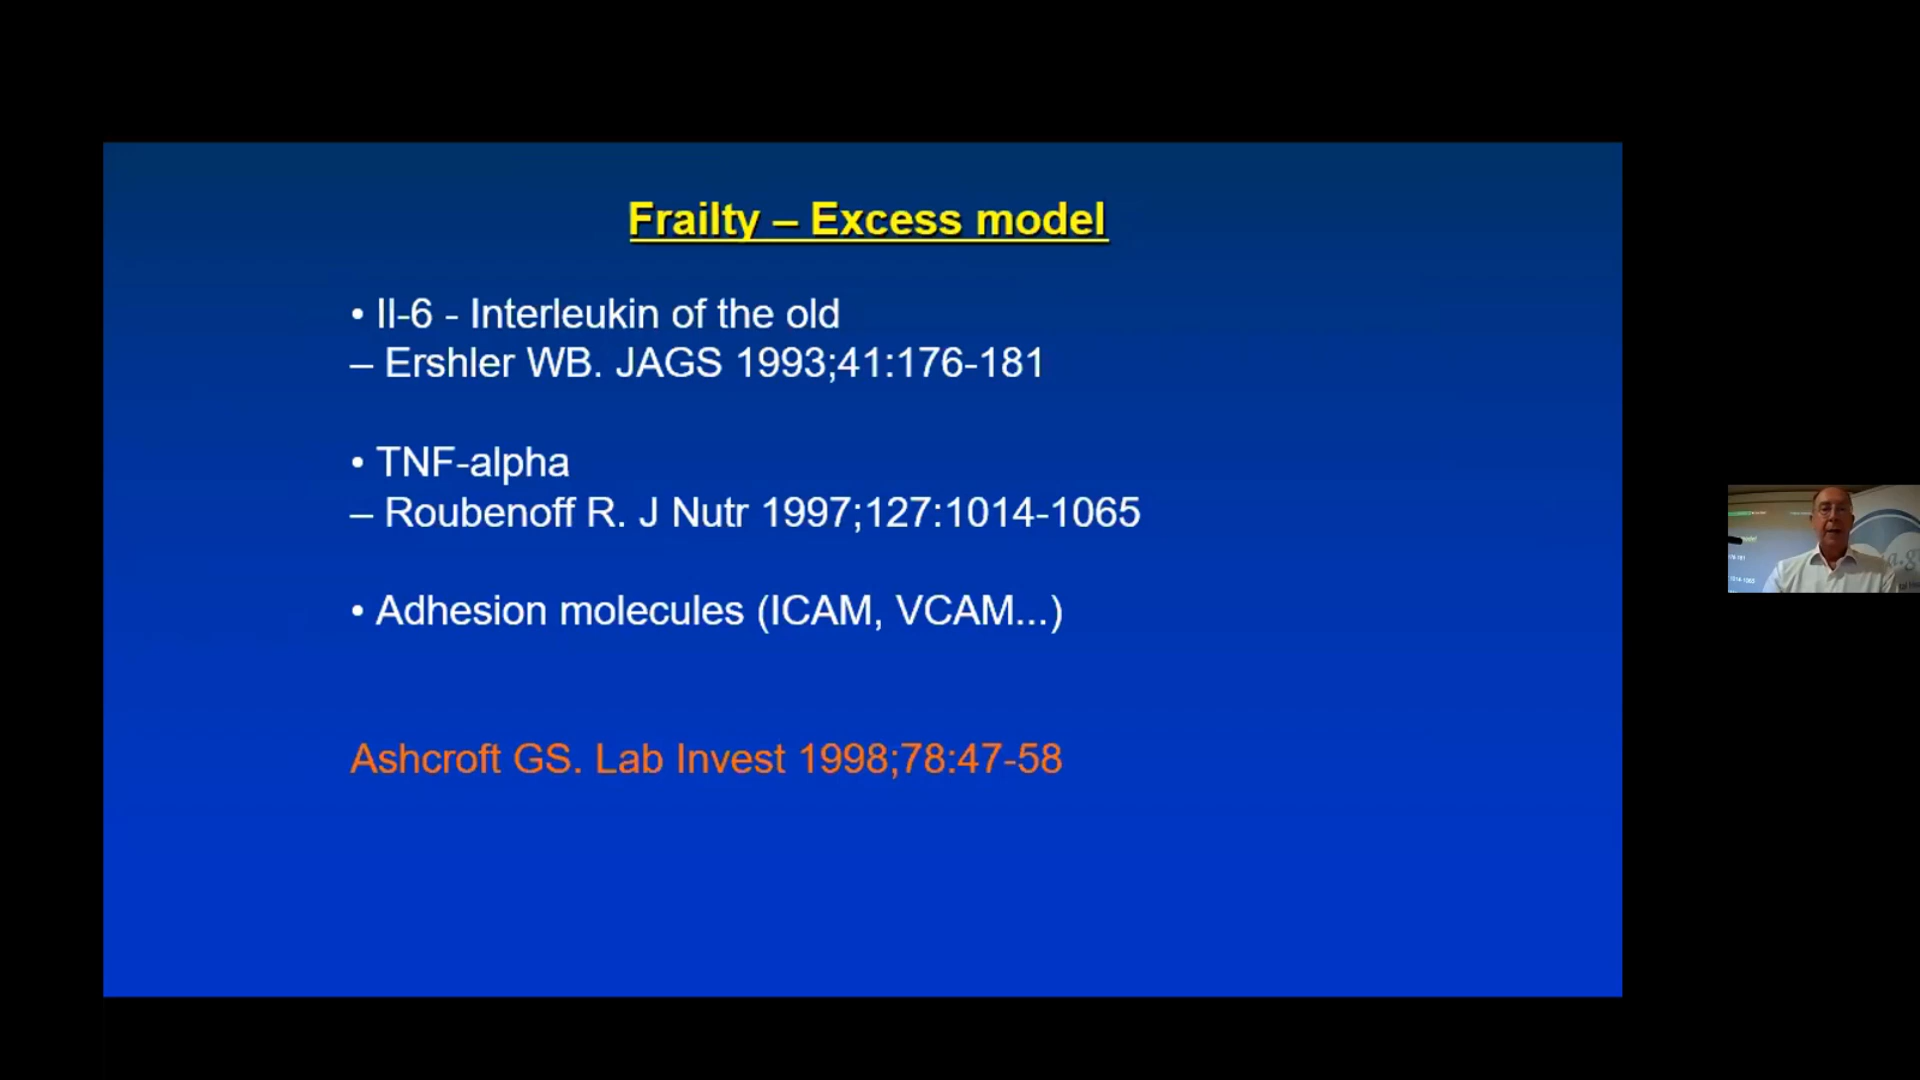 Frailty – Excess model
• Il-6 - Interleukin of the old
– Ershler WB. JAGS 1993;41:176-181
• TNF-alpha
– Roubenoff R. J Nutr 1997;127:1014-1065
• Adhesion molecules (ICAM, VCAM...)
Ashcroft GS. Lab Invest 1998;78:47-58